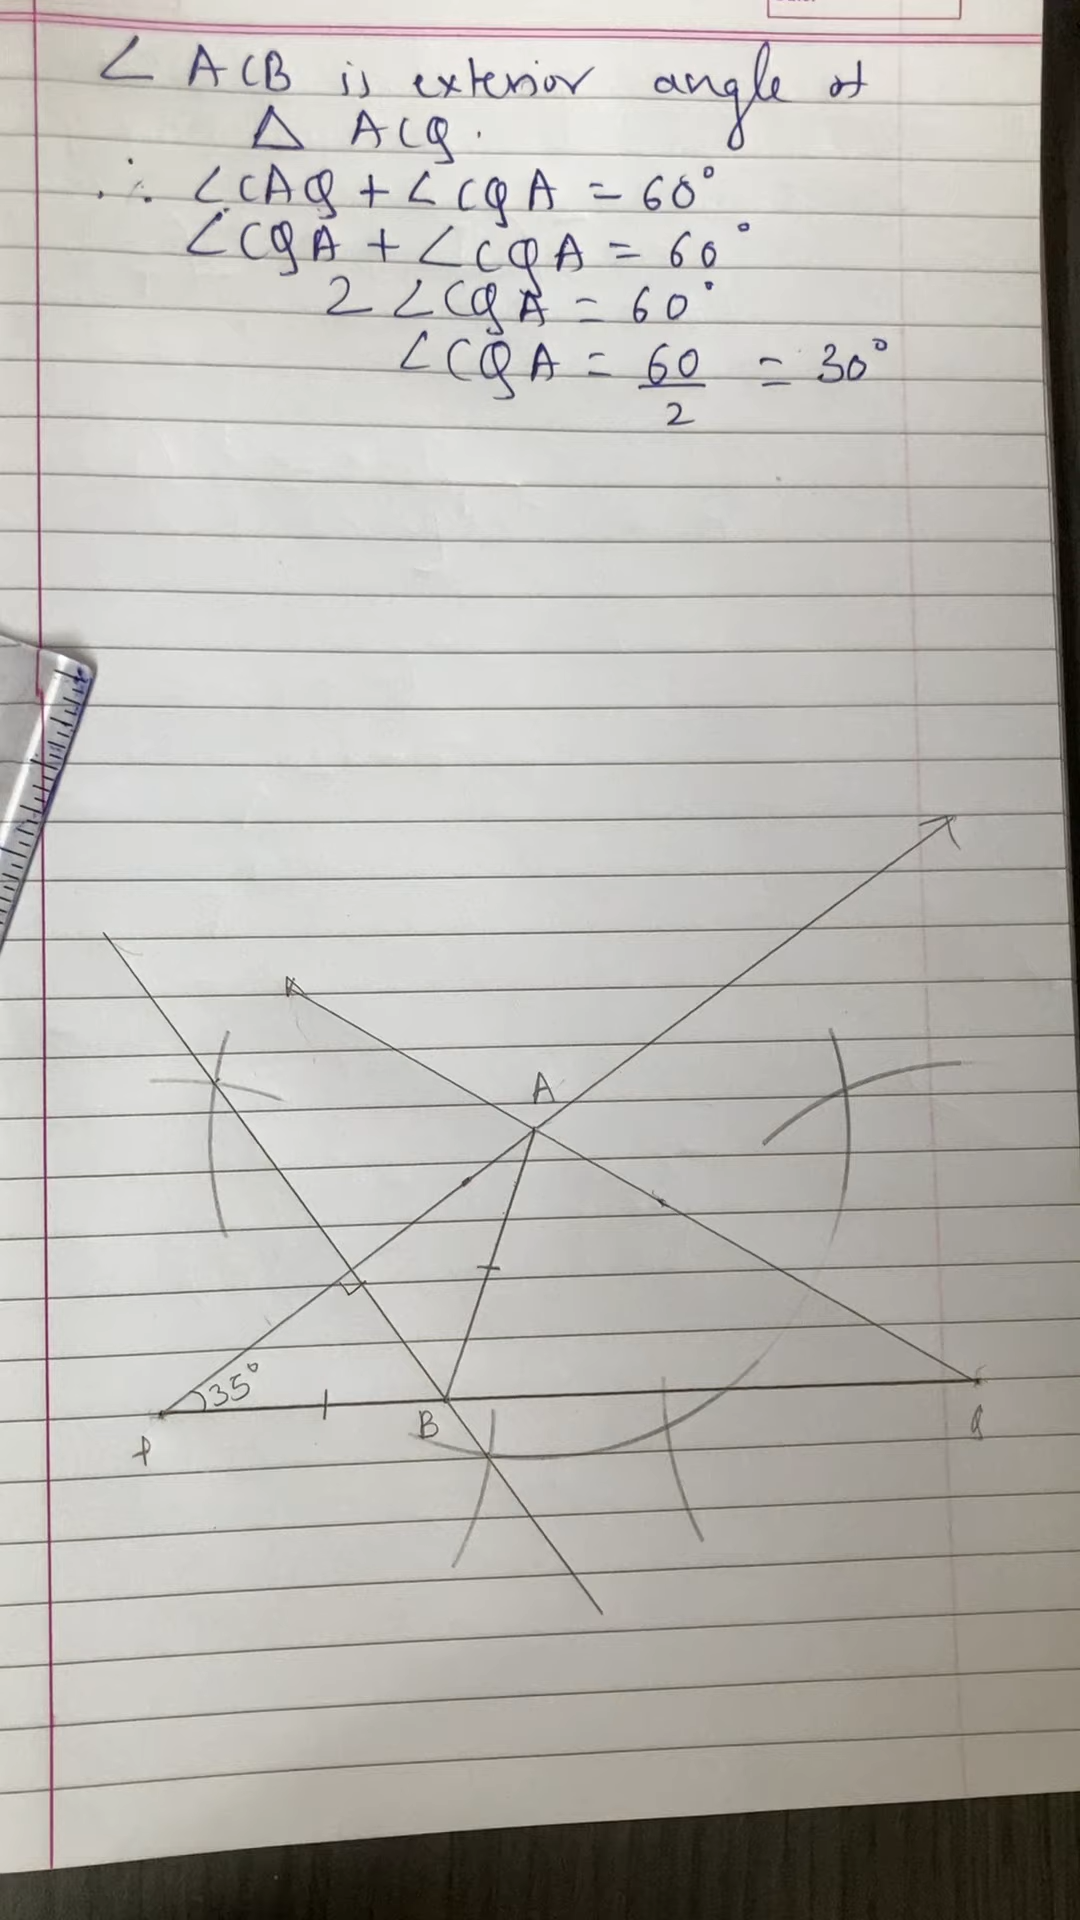 ∠ ACB is exterior angle of
△ ACQ.
∴ ∠CAQ + ∠CQA = 60°
∠CQA + ∠CQA = 60°
2 ∠CQA = 60°
∠CQA = 60/2 = 30°
A
35°
P
B
Q